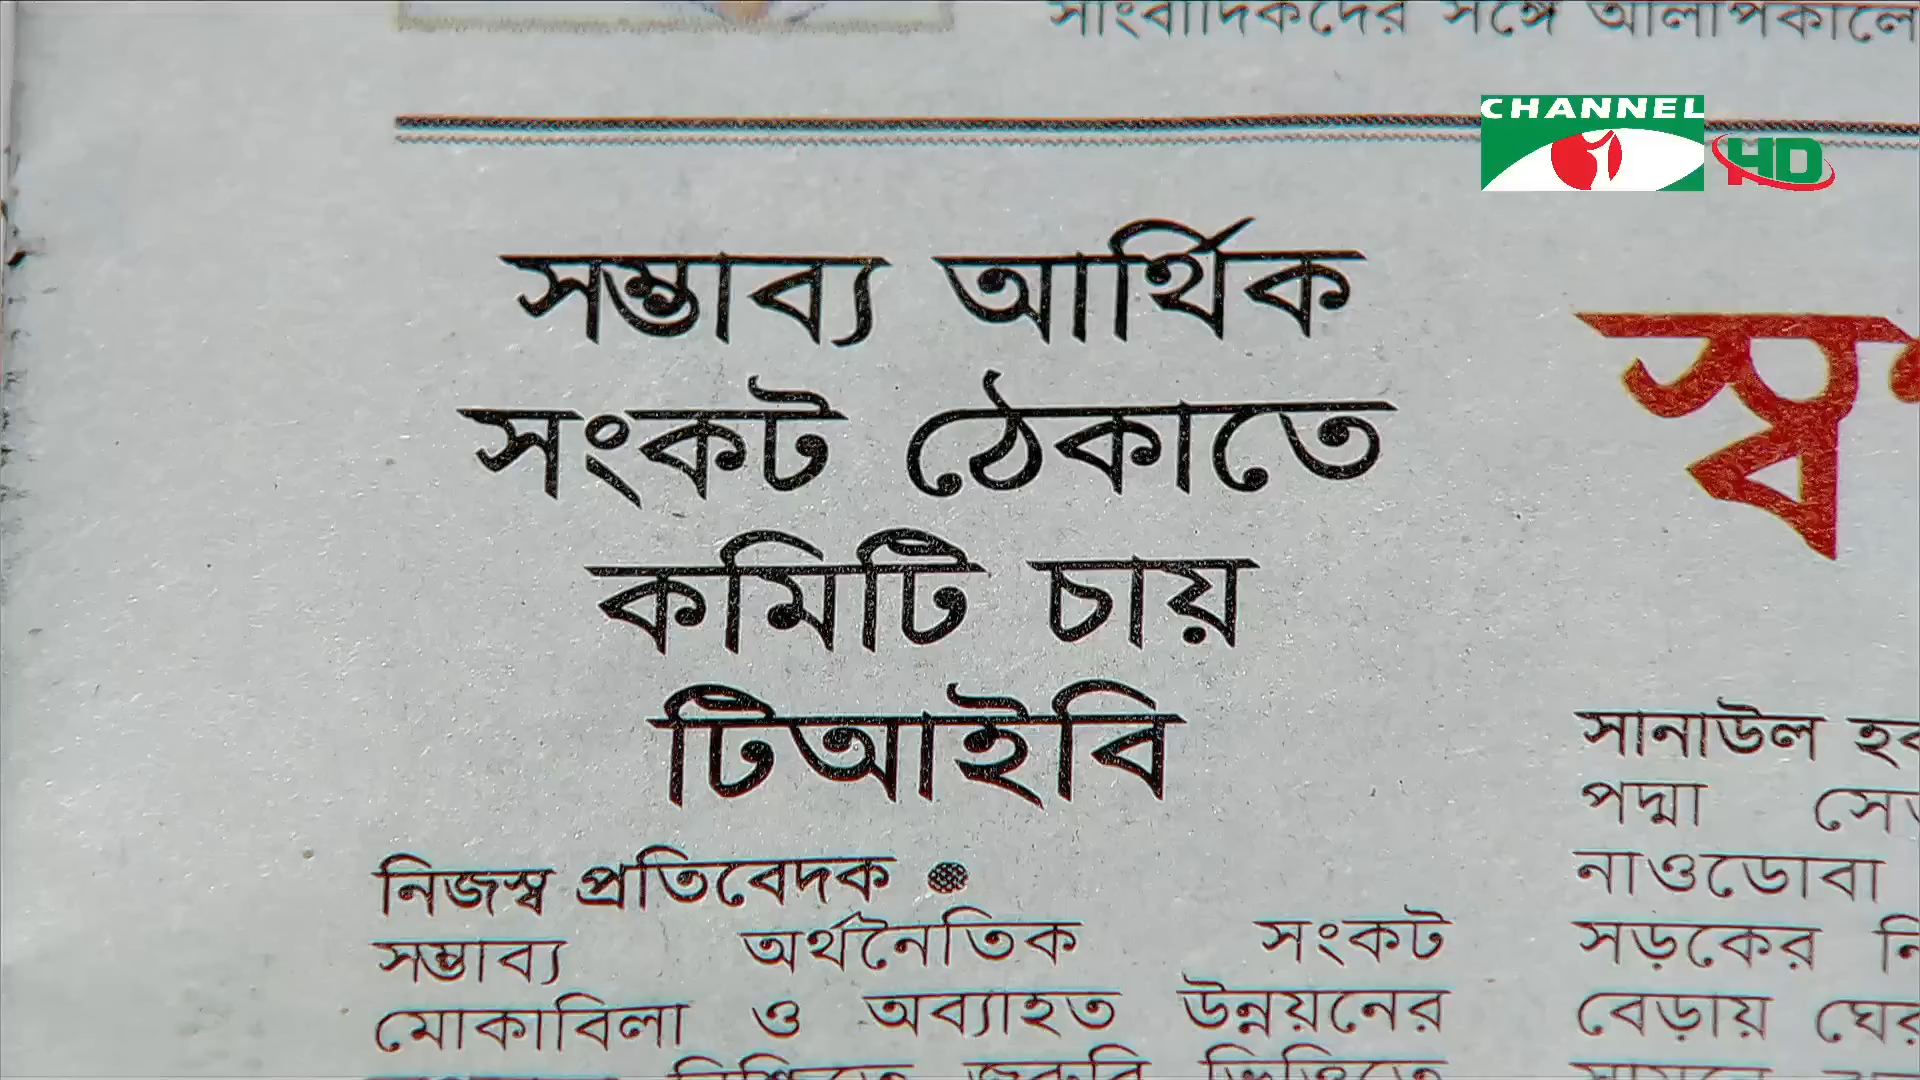 সাংবাদিকদের সঙ্গে আলাপকালে
CHANNEL
HD
সম্ভাব্য আর্থিক
সংকট ঠেকাতে
কমিটি চায়
টিআইবি
নিজস্ব প্রতিবেদক
সম্ভাব্য অর্থনৈতিক সংকট
মোকাবিলা ও অব্যাহত উন্নয়নের
স্ব
সানাউল হক
পদ্মা
নাওডোবা
সড়কের
বেড়ায়